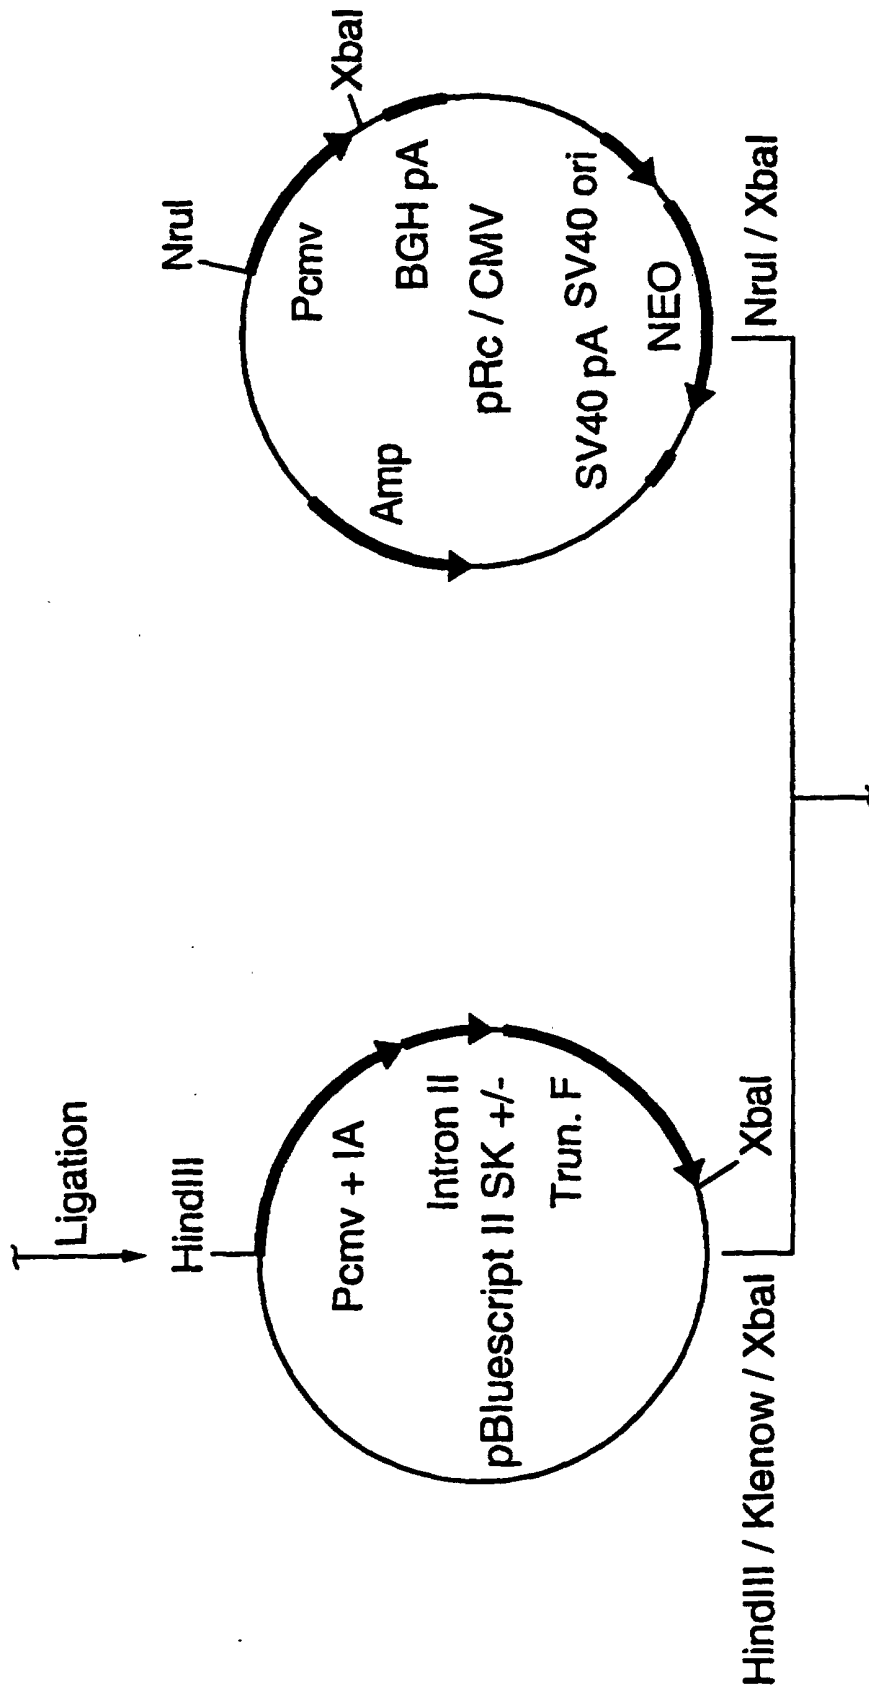 Ligation
HindIII
Pcmv + IA
Intron II
pBluescript II SK +/-
Trun. F
XbaI
HindIII / Klenow / XbaI
NruI
XbaI
Pcmv
BGH pA
Amp
pRc / CMV
SV40 pA SV40 ori
NEO
NruI / XbaI